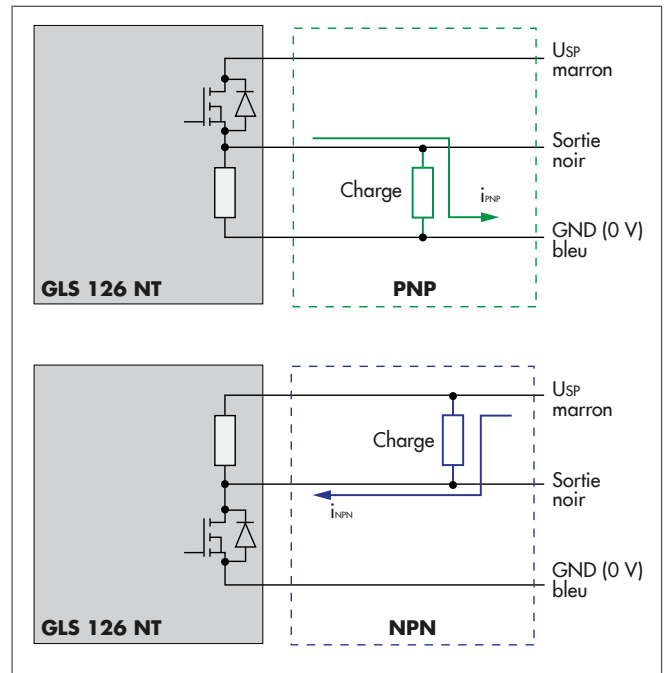 USP
marron
Sortie
noir
Charge
iPNP
GND (0 V)
bleu
GLS 126 NT
PNP
USP
marron
Charge
Sortie
noir
iNPN
GND (0 V)
bleu
GLS 126 NT
NPN